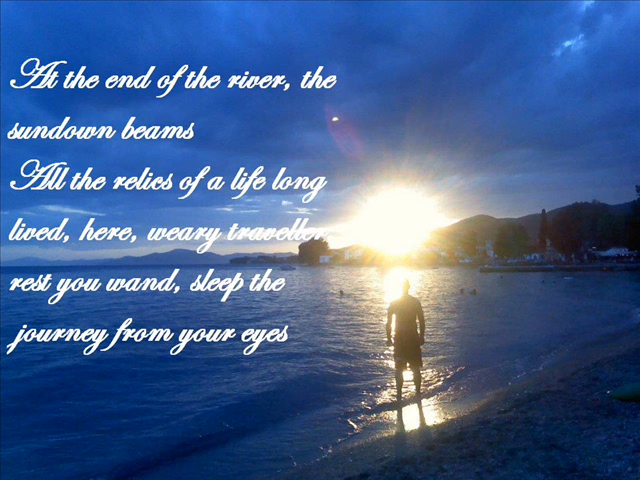 At the end of the river, the
sundown beams
All the relics of a life long
lived, here, weary traveller
rest you wand, sleep the
journey from your eyes